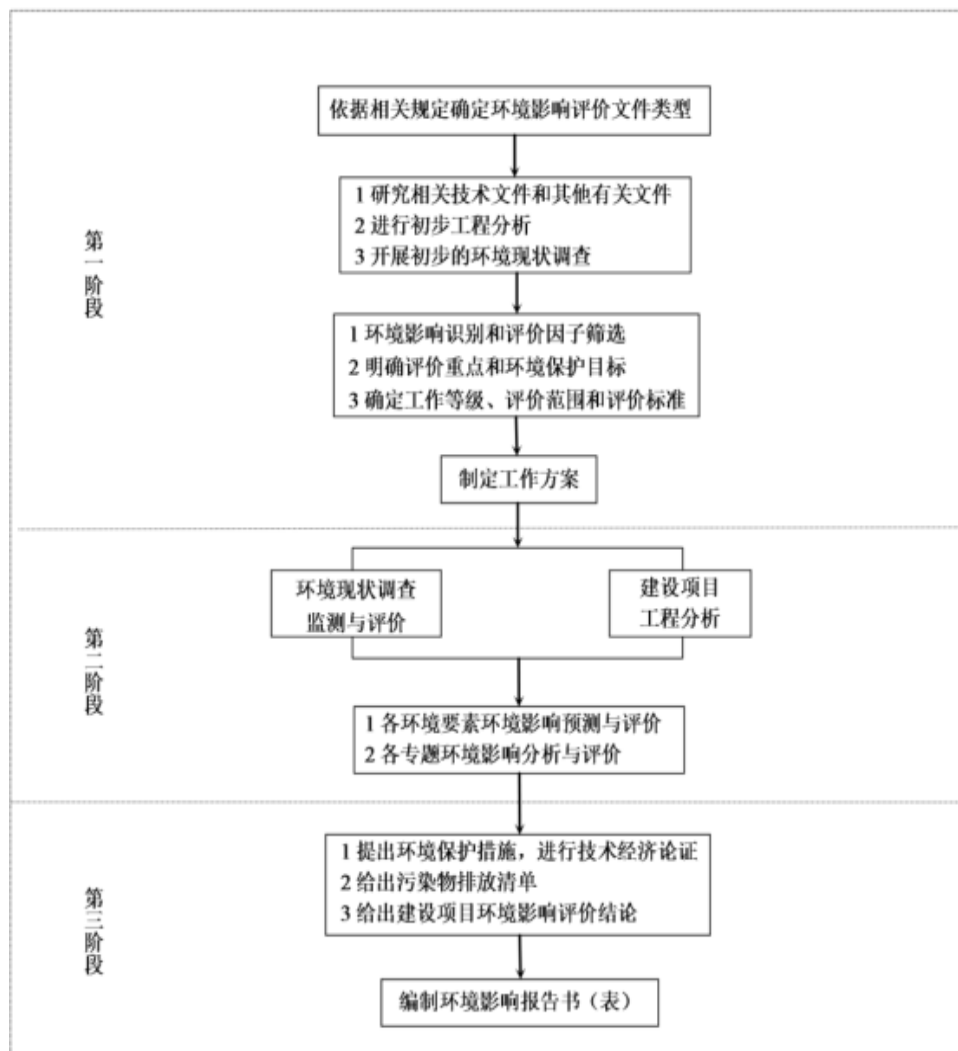 依据相关规定确定环境影响评价文件类型
1 研究相关技术文件和其他有关文件
2 进行初步工程分析
3 开展初步的环境现状调查
第一阶段
1 环境影响识别和评价因子筛选
2 明确评价重点和环境保护目标
3 确定工作等级、评价范围和评价标准
制定工作方案
环境现状调查
监测与评价
建设项目
工程分析
第二阶段
1 各环境要素环境影响预测与评价
2 各专题环境影响分析与评价
1 提出环境保护措施，进行技术经济论证
2 给出污染物排放清单
3 给出建设项目环境影响评价结论
第三阶段
编制环境影响报告书（表）